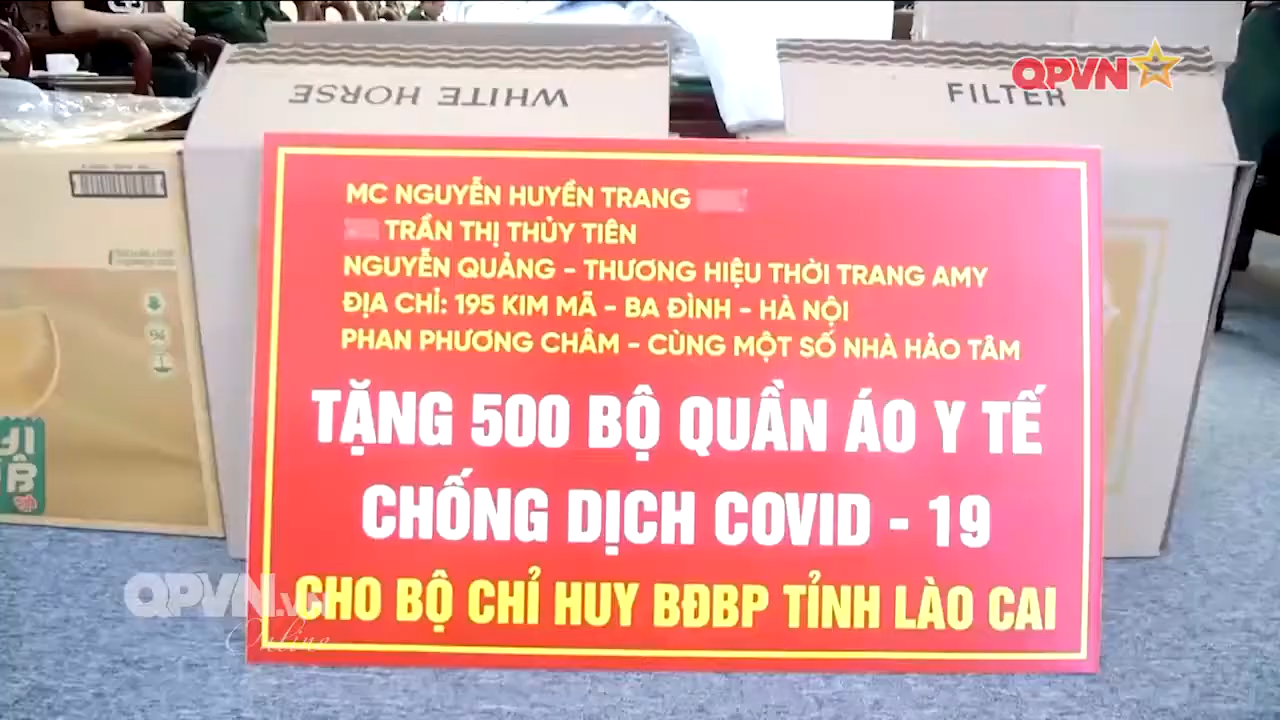 QPVN
WHITE HORSE
FILTER
MC NGUYỄN HUYỀN TRANG
TRẦN THỊ THỦY TIÊN
NGUYỄN QUẢNG - THƯƠNG HIỆU THỜI TRANG AMY
ĐỊA CHỈ: 195 KIM MÃ - BA ĐÌNH - HÀ NỘI
PHAN PHƯƠNG CHÂM - CÙNG MỘT SỐ NHÀ HẢO TÂM
TẶNG 500 BỘ QUẦN ÁO Y TẾ
CHỐNG DỊCH COVID - 19
CHO BỘ CHỈ HUY BĐBP TỈNH LÀO CAI
QPVN.vn
Online